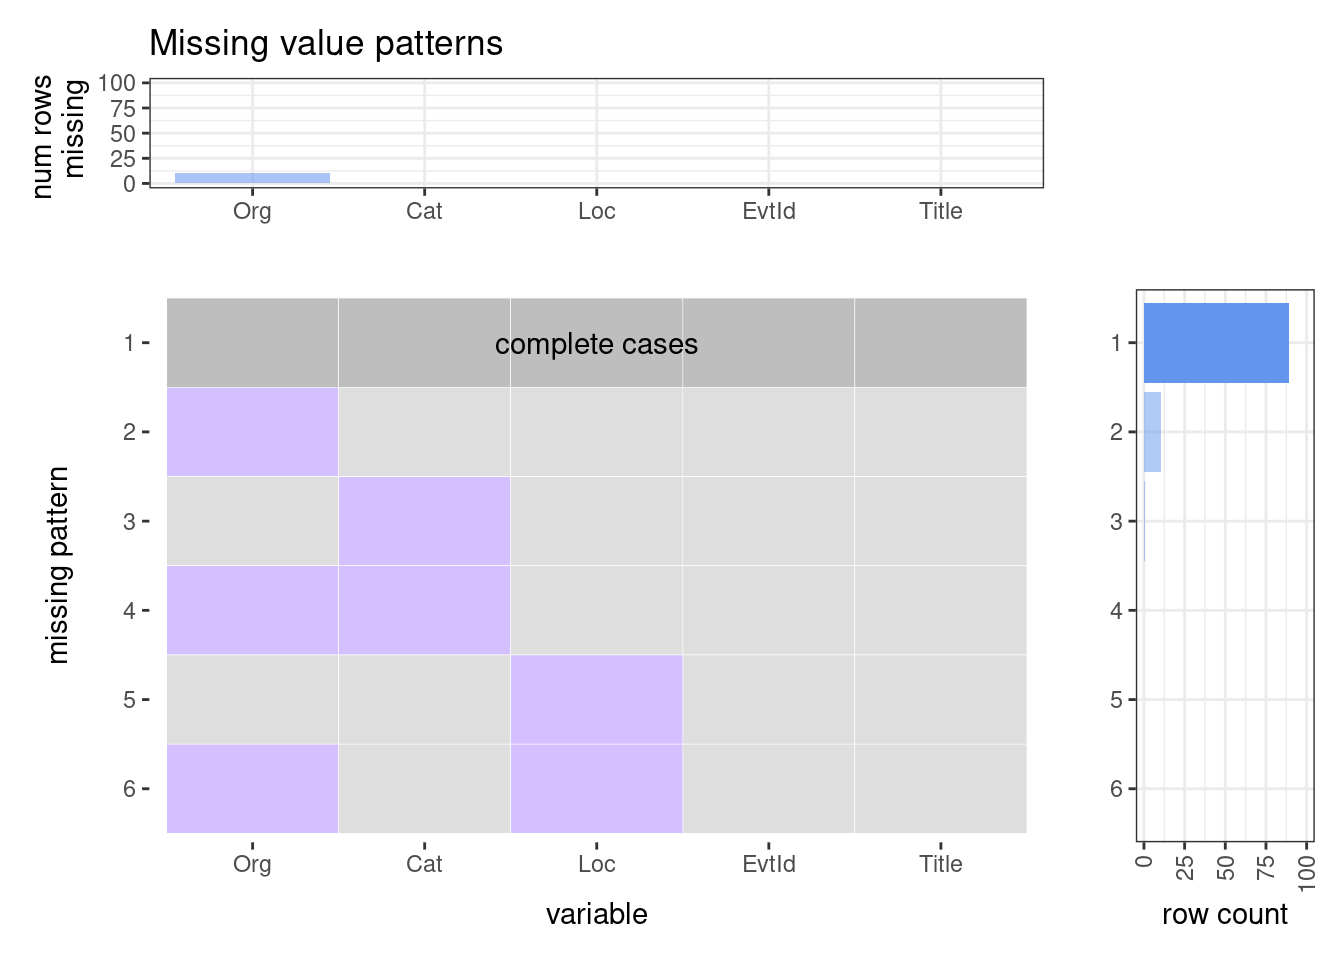 Missing value patterns
num rows
missing
100
75
50
25
0
Org Cat Loc EvtId Title
missing pattern
1
2
3
4
5
6
complete cases
Org Cat Loc EvtId Title
variable
1
2
3
4
5
6
0 25 50 75 100
row count